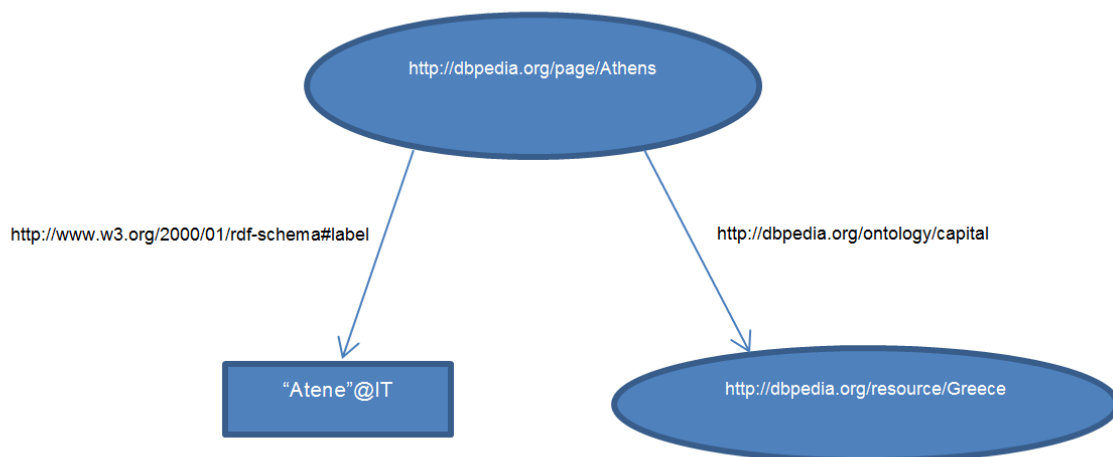 http://dbpedia.org/page/Athens
http://www.w3.org/2000/01/rdf-schema#label
http://dbpedia.org/ontology/capital
“Atene”@IT
http://dbpedia.org/resource/Greece